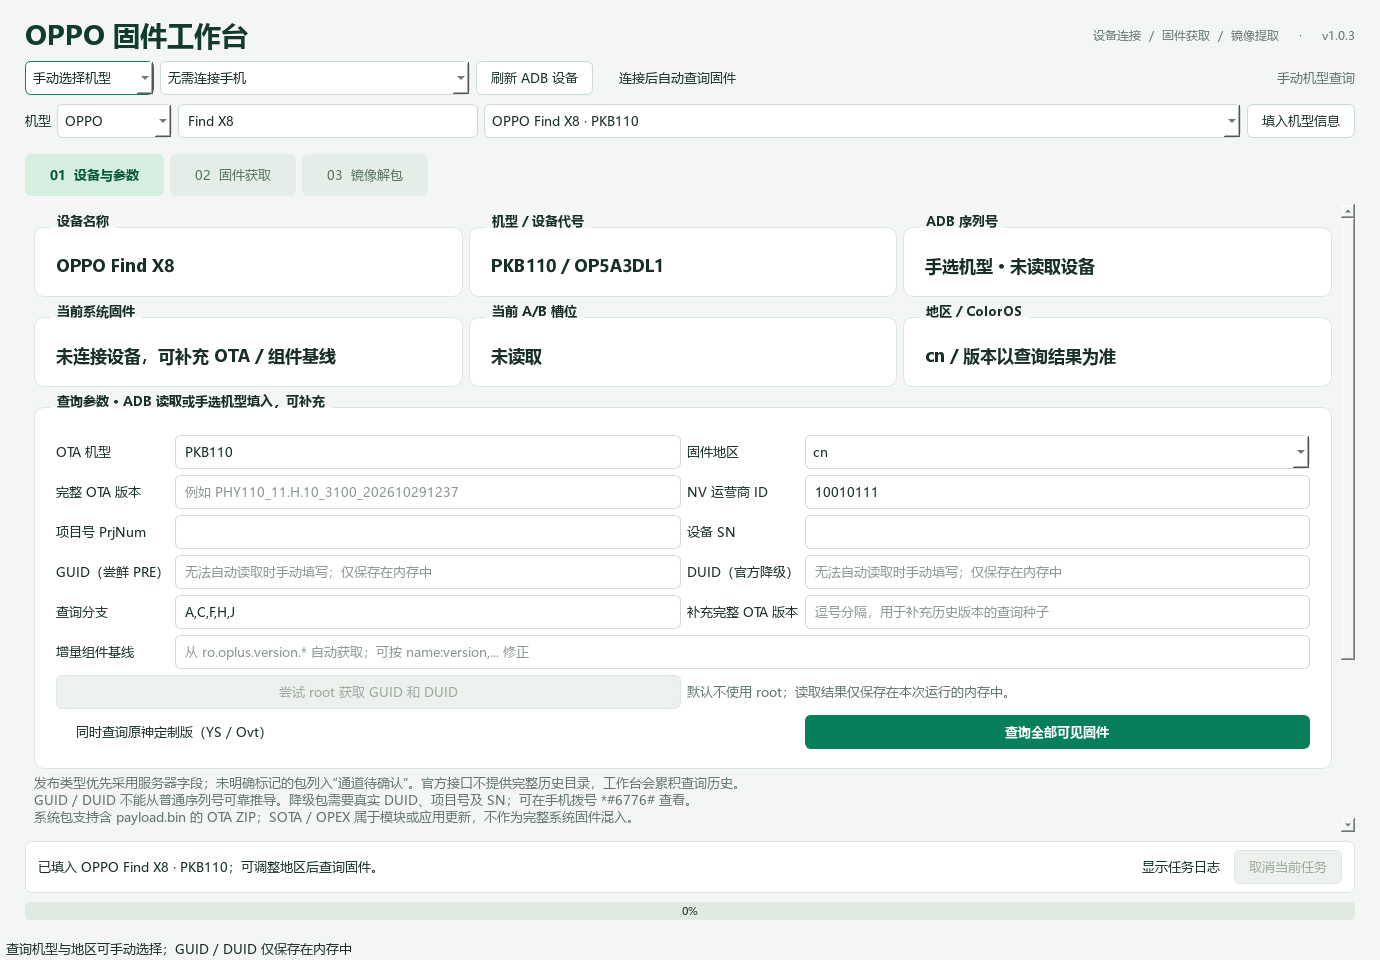 OPPO 固件工作台
设备连接 / 固件获取 / 镜像提取 · v1.0.3
手动选择机型 无需连接手机 刷新 ADB 设备 连接后自动查询固件 手动机型查询
机型 OPPO Find X8 OPPO Find X8 · PKB110 填入机型信息
01 设备与参数 02 固件获取 03 镜像解包
设备名称 机型 / 设备代号 ADB 序列号
OPPO Find X8 PKB110 / OP5A3DL1 手选机型 • 未读取设备
当前系统固件 当前 A/B 槽位 地区 / ColorOS
未连接设备，可补充 OTA / 组件基线 未读取 cn / 版本以查询结果为准
查询参数 • ADB 读取或手选机型填入，可补充
OTA 机型 PKB110 固件地区 cn
完整 OTA 版本 例如 PHY110_11.H.10_3100_202610291237 NV 运营商 ID 10010111
项目号 PrjNum 设备 SN
GUID（尝鲜 PRE） 无法自动读取时手动填写；仅保存在内存中 DUID（官方降级） 无法自动读取时手动填写；仅保存在内存中
查询分支 A,C,F,H,J 补充完整 OTA 版本 逗号分隔，用于补充历史版本的查询种子
增量组件基线 从 ro.oplus.version.* 自动获取；可按 name:version,... 修正
尝试 root 获取 GUID 和 DUID 默认不使用 root；读取结果仅保存在本次运行的内存中。
同时查询原神定制版（YS / Ovt） 查询全部可见固件
发布类型优先采用服务器字段；未明确标记的包列入“通道待确认”。官方接口不提供完整历史目录，工作台会累积查询历史。
GUID / DUID 不能从普通序列号可靠推导。降级包需要真实 DUID、项目号及 SN；可在手机拨号 *#6776# 查看。
系统包支持含 payload.bin 的 OTA ZIP；SOTA / OPEX 属于模块或应用更新，不作为完整系统固件混入。
已填入 OPPO Find X8 · PKB110；可调整地区后查询固件。 显示任务日志 取消当前任务
0%
查询机型与地区可手动选择；GUID / DUID 仅保存在内存中